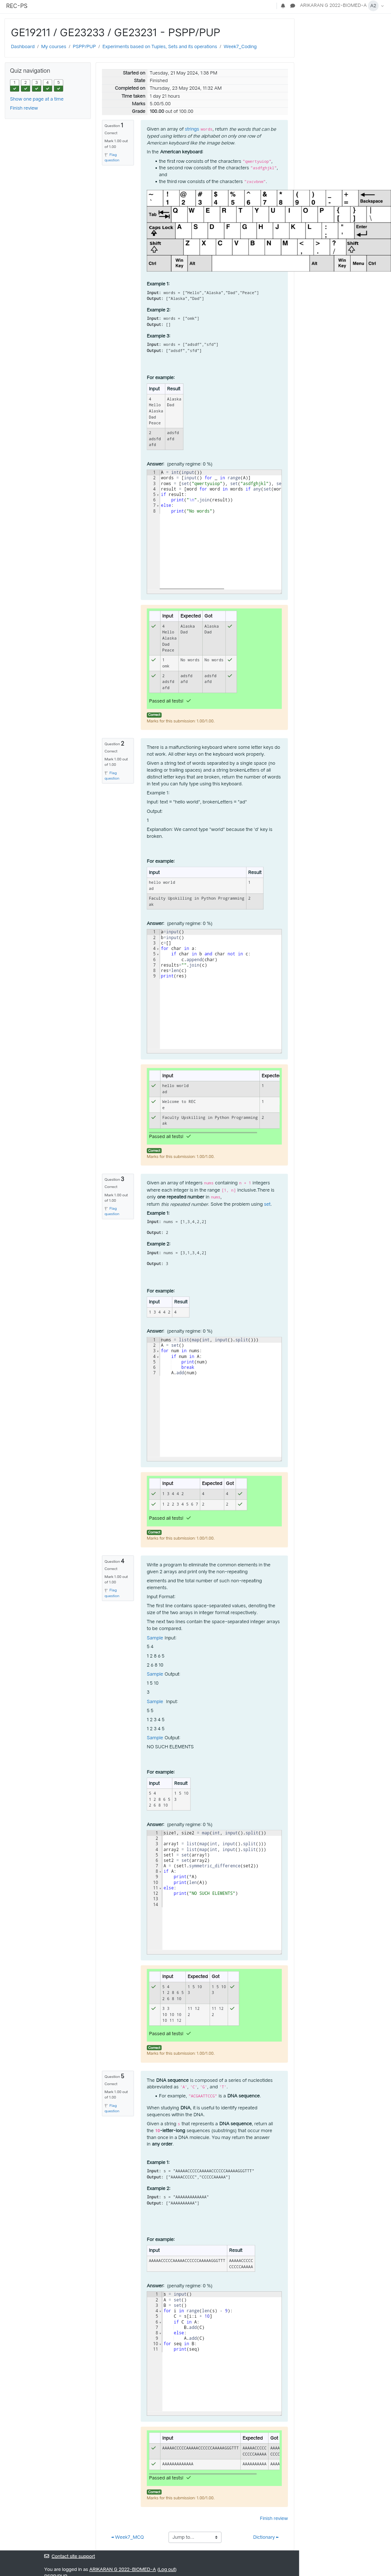 REC-PS
ARIKARAN G 2022-BIOMED-A AZ
GE19211 / GE23233 / GE23231 - PSPP/PUP
Dashboard / My courses / PSPP/PUP / Experiments based on Tuples, Sets and its operations / Week7_Coding
Quiz navigation
1 2 3 4 5
Show one page at a time
Finish review
Started on Tuesday, 21 May 2024, 1:38 PM
State Finished
Completed on Thursday, 23 May 2024, 11:32 AM
Time taken 1 day 21 hours
Marks 5.00/5.00
Grade 100.00 out of 100.00
Question 1
Correct
Mark 1.00 out of 1.00
Flag question
Given an array of strings words, return the words that can be
typed using letters of the alphabet on only one row of
American keyboard like the image below.
In the American keyboard:
• the first row consists of the characters "qwertyuiop",
• the second row consists of the characters "asdfghjkl",
and
• the third row consists of the characters "zxcvbnm".
~ ` ! 1 @ 2 # 3 $ 4 % 5 ^ 6 & 7 * 8 ( 9 ) 0 _ - + = Backspace
Tab Q W E R T Y U I O P { [ } ] | \
Caps Lock A S D F G H J K L : ; " ' Enter
Shift Z X C V B N M < , > . ? / Shift
Ctrl Win Key Alt Alt Win Key Menu Ctrl
Example 1:
Input: words = ["Hello","Alaska","Dad","Peace"]
Output: ["Alaska","Dad"]
Example 2:
Input: words = ["omk"]
Output: []
Example 3:
Input: words = ["adsdf","sfd"]
Output: ["adsdf","sfd"]
For example:
Input Result
4 Alaska
Hello Dad
Alaska
Dad
Peace
2 adsfd
adsfd afd
afd
Answer: (penalty regime: 0 %)
1 A = int(input())
2 words = [input() for _ in range(A)]
3 rows = [set("qwertyuiop"), set("asdfghjkl"), se
4 result = [word for word in words if any(set(wor
5 if result:
6 print("\n".join(result))
7 else:
8 print("No words")
Input Expected Got
4 Alaska Alaska
Hello Dad Dad
Alaska
Dad
Peace
1 No words No words
omk
2 adsfd adsfd
adsfd afd afd
afd
Passed all tests!
Correct
Marks for this submission: 1.00/1.00.
Question 2
Correct
Mark 1.00 out of 1.00
Flag question
There is a malfunctioning keyboard where some letter keys do
not work. All other keys on the keyboard work properly.
Given a string text of words separated by a single space (no
leading or trailing spaces) and a string brokenLetters of all
distinct letter keys that are broken, return the number of words
in text you can fully type using this keyboard.
Example 1:
Input: text = "hello world", brokenLetters = "ad"
Output:
1
Explanation: We cannot type "world" because the 'd' key is
broken.
For example:
Input Result
hello world 1
ad
Faculty Upskilling in Python Programming 2
ak
Answer: (penalty regime: 0 %)
1 a=input()
2 b=input()
3 c=[]
4 for char in a:
5 if char in b and char not in c:
6 c.append(char)
7 results="".join(c)
8 res=len(c)
9 print(res)
Input Expected
hello world 1
ad
Welcome to REC 1
e
Faculty Upskilling in Python Programming 2
ak
Passed all tests!
Correct
Marks for this submission: 1.00/1.00.
Question 3
Correct
Mark 1.00 out of 1.00
Flag question
Given an array of integers nums containing n + 1 integers
where each integer is in the range [1, n] inclusive.There is
only one repeated number in nums,
return this repeated number. Solve the problem using set.
Example 1:
Input: nums = [1,3,4,2,2]
Output: 2
Example 2:
Input: nums = [3,1,3,4,2]
Output: 3
For example:
Input Result
1 3 4 4 2 4
Answer: (penalty regime: 0 %)
1 nums = list(map(int, input().split()))
2 A = set()
3 for num in nums:
4 if num in A:
5 print(num)
6 break
7 A.add(num)
Input Expected Got
1 3 4 4 2 4 4
1 2 2 3 4 5 6 7 2 2
Passed all tests!
Correct
Marks for this submission: 1.00/1.00.
Question 4
Correct
Mark 1.00 out of 1.00
Flag question
Write a program to eliminate the common elements in the
given 2 arrays and print only the non-repeating
elements and the total number of such non-repeating
elements.
Input Format:
The first line contains space-separated values, denoting the
size of the two arrays in integer format respectively.
The next two lines contain the space-separated integer arrays
to be compared.
Sample Input:
5 4
1 2 8 6 5
2 6 8 10
Sample Output:
1 5 10
3
Sample Input:
5 5
1 2 3 4 5
1 2 3 4 5
Sample Output:
NO SUCH ELEMENTS
For example:
Input Result
5 4 1 5 10
1 2 8 6 5 3
2 6 8 10
Answer: (penalty regime: 0 %)
1 size1, size2 = map(int, input().split())
2
3 array1 = list(map(int, input().split()))
4 array2 = list(map(int, input().split()))
5 set1 = set(array1)
6 set2 = set(array2)
7 A = (set1.symmetric_difference(set2))
8 if A:
9 print(*A)
10 print(len(A))
11 else:
12 print("NO SUCH ELEMENTS")
13
14
Input Expected Got
5 4 1 5 10 1 5 10
1 2 8 6 5 3 3
2 6 8 10
3 3 11 12 11 12
10 10 10 2 2
10 11 12
Passed all tests!
Correct
Marks for this submission: 1.00/1.00.
Question 5
Correct
Mark 1.00 out of 1.00
Flag question
The DNA sequence is composed of a series of nucleotides
abbreviated as 'A', 'C', 'G', and 'T'.
• For example, "ACGAATTCCG" is a DNA sequence.
When studying DNA, it is useful to identify repeated
sequences within the DNA.
Given a string s that represents a DNA sequence, return all
the 10-letter-long sequences (substrings) that occur more
than once in a DNA molecule. You may return the answer
in any order.
Example 1:
Input: s = "AAAAACCCCCAAAAACCCCCCAAAAAGGGTTT"
Output: ["AAAAACCCCC","CCCCCAAAAA"]
Example 2:
Input: s = "AAAAAAAAAAAAA"
Output: ["AAAAAAAAAA"]
For example:
Input Result
AAAAACCCCCAAAAACCCCCCAAAAAGGGTTT AAAAACCCCC
CCCCCAAAAA
Answer: (penalty regime: 0 %)
1 s = input()
2 A = set()
3 B = set()
4 for i in range(len(s) - 9):
5 C = s[i:i + 10]
6 if C in A:
7 B.add(C)
8 else:
9 A.add(C)
10 for seq in B:
11 print(seq)
Input Expected Got
AAAAACCCCCAAAAACCCCCCAAAAAGGGTTT AAAAACCCCC AAAA
CCCCCAAAAA CCCC
AAAAAAAAAAAAA AAAAAAAAAA AAAA
Passed all tests!
Correct
Marks for this submission: 1.00/1.00.
Finish review
◄ Week7_MCQ
Jump to...
Dictionary ►
Contact site support
You are logged in as ARIKARAN G 2022-BIOMED-A (Log out)